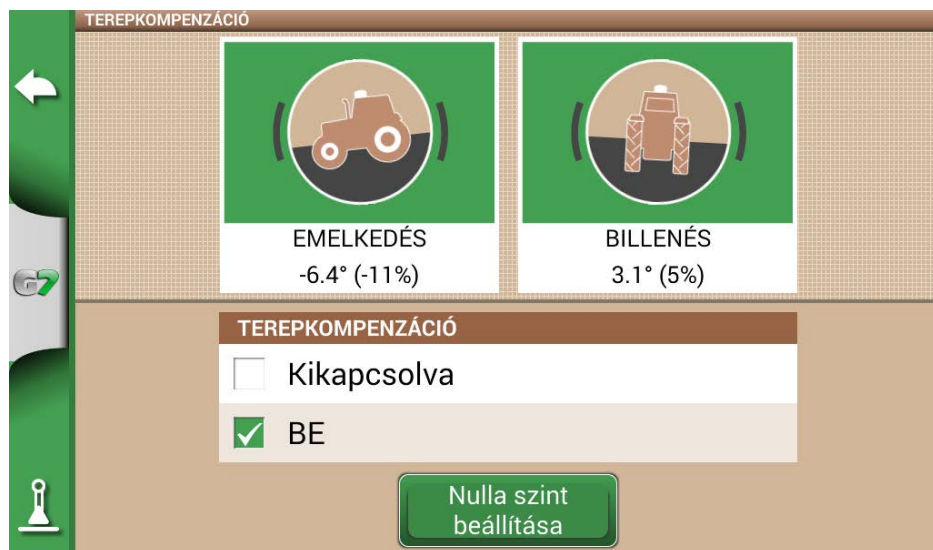 TEREPKOMPENZÁCIÓ
EMELKEDÉS
-6.4° (-11%)
BILLENÉS
3.1° (5%)
G7
TEREPKOMPENZÁCIÓ
Kikapcsolva
BE
Nulla szint
beállítása